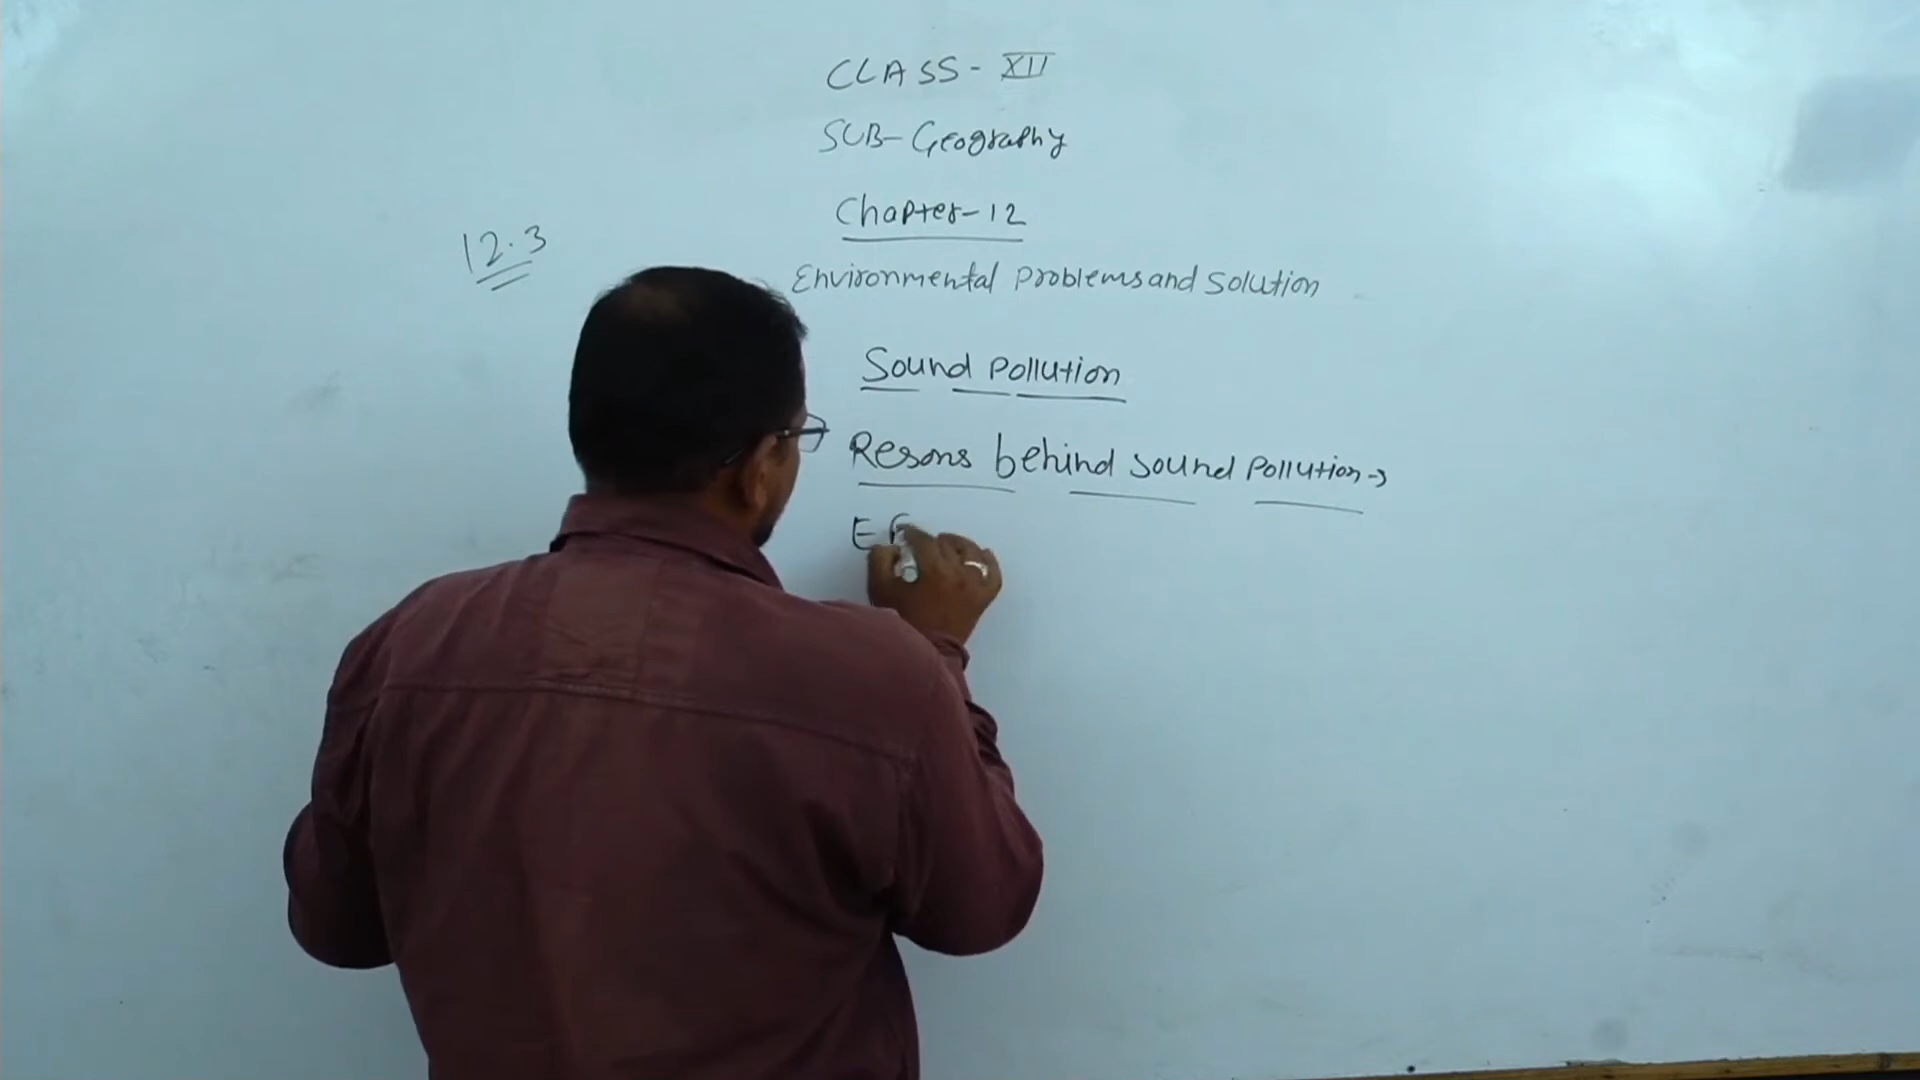 CLASS - XII
SUB- Geography
Chapter-12
12.3
Environmental Problems and Solution
Sound Pollution
Resons behind sound Pollution->
E F